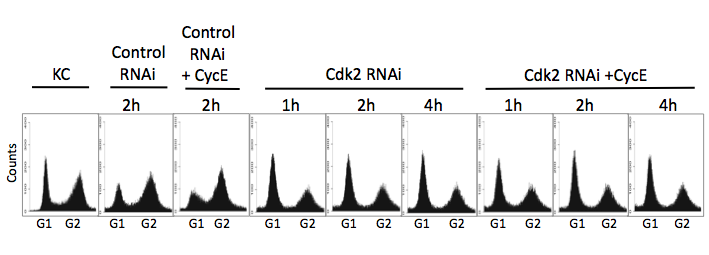 Control
RNAi
+ CycE
Control
RNAi
KC
Cdk2 RNAi
Cdk2 RNAi +CycE
2h
2h
1h
2h
4h
1h
2h
4h
Counts
G1 G2
G1 G2
G1 G2
G1 G2
G1 G2
G1 G2
G1 G2
G1 G2
G1 G2